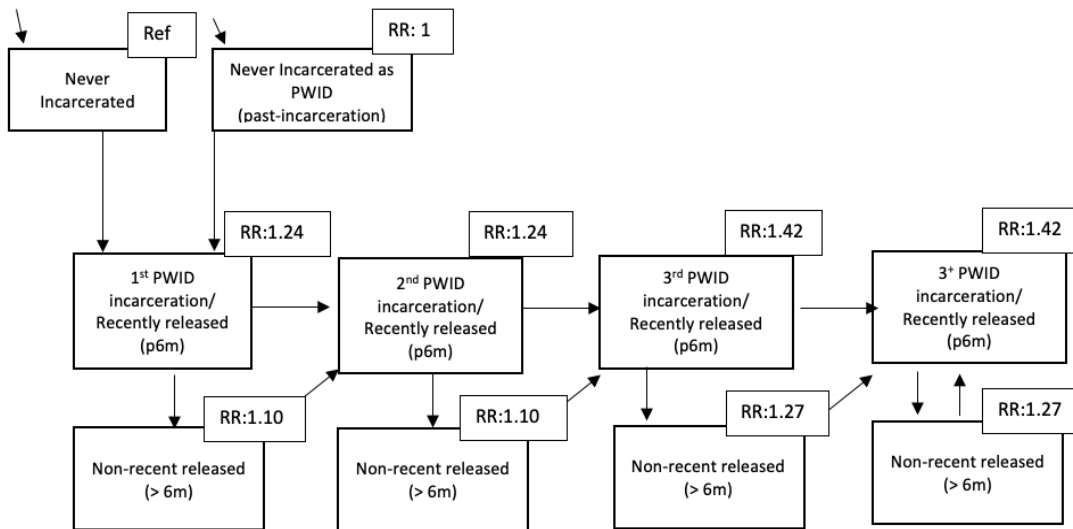 Ref
Never
Incarcerated
RR: 1
Never Incarcerated as
PWID
(past-incarceration)
RR:1.24
1st PWID
incarceration/
Recently released
(p6m)
RR:1.24
2nd PWID
incarceration/
Recently released
(p6m)
RR:1.42
3rd PWID
incarceration/
Recently released
(p6m)
RR:1.42
3+ PWID
incarceration/
Recently released
(p6m)
RR:1.10
Non-recent released
(> 6m)
RR:1.10
Non-recent released
(> 6m)
RR:1.27
Non-recent released
(> 6m)
RR:1.27
Non-recent released
(> 6m)